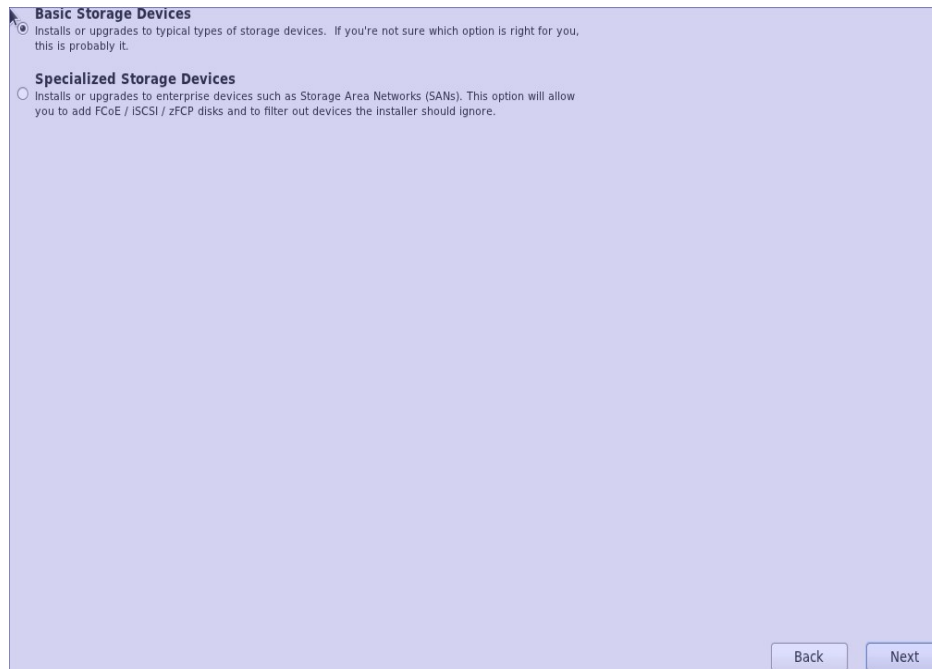 Basic Storage Devices
Installs or upgrades to typical types of storage devices.  If you're not sure which option is right for you,
this is probably it.
Specialized Storage Devices
Installs or upgrades to enterprise devices such as Storage Area Networks (SANs). This option will allow
you to add FCoE / iSCSI / zFCP disks and to filter out devices the installer should ignore.
Back
Next